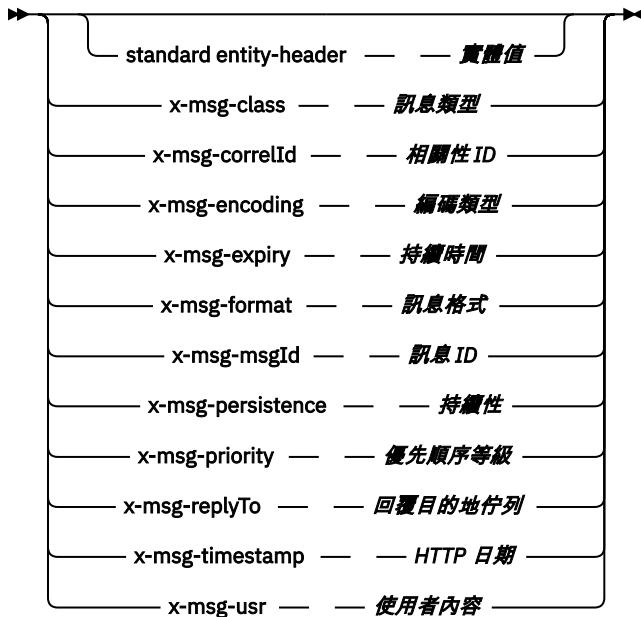 standard entity-header — 實體值
x-msg-class — 訊息類型
x-msg-correlId — 相關性 ID
x-msg-encoding — 編碼類型
x-msg-expiry — 持續時間
x-msg-format — 訊息格式
x-msg-msgId — 訊息 ID
x-msg-persistence — 持續性
x-msg-priority — 優先順序等級
x-msg-replyTo — 回覆目的地佇列
x-msg-timestamp — HTTP 日期
x-msg-usr — 使用者內容